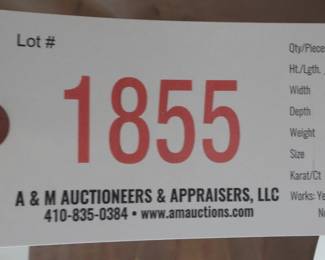 Lot #
1855
A & M AUCTIONEERS & APPRAISERS, LLC
410-835-0384 • www.amauctions.com
Qty/Piece
Ht./Lgth.
Width
Depth
Weight
Size
Karat/Ct
Works: Ye
N